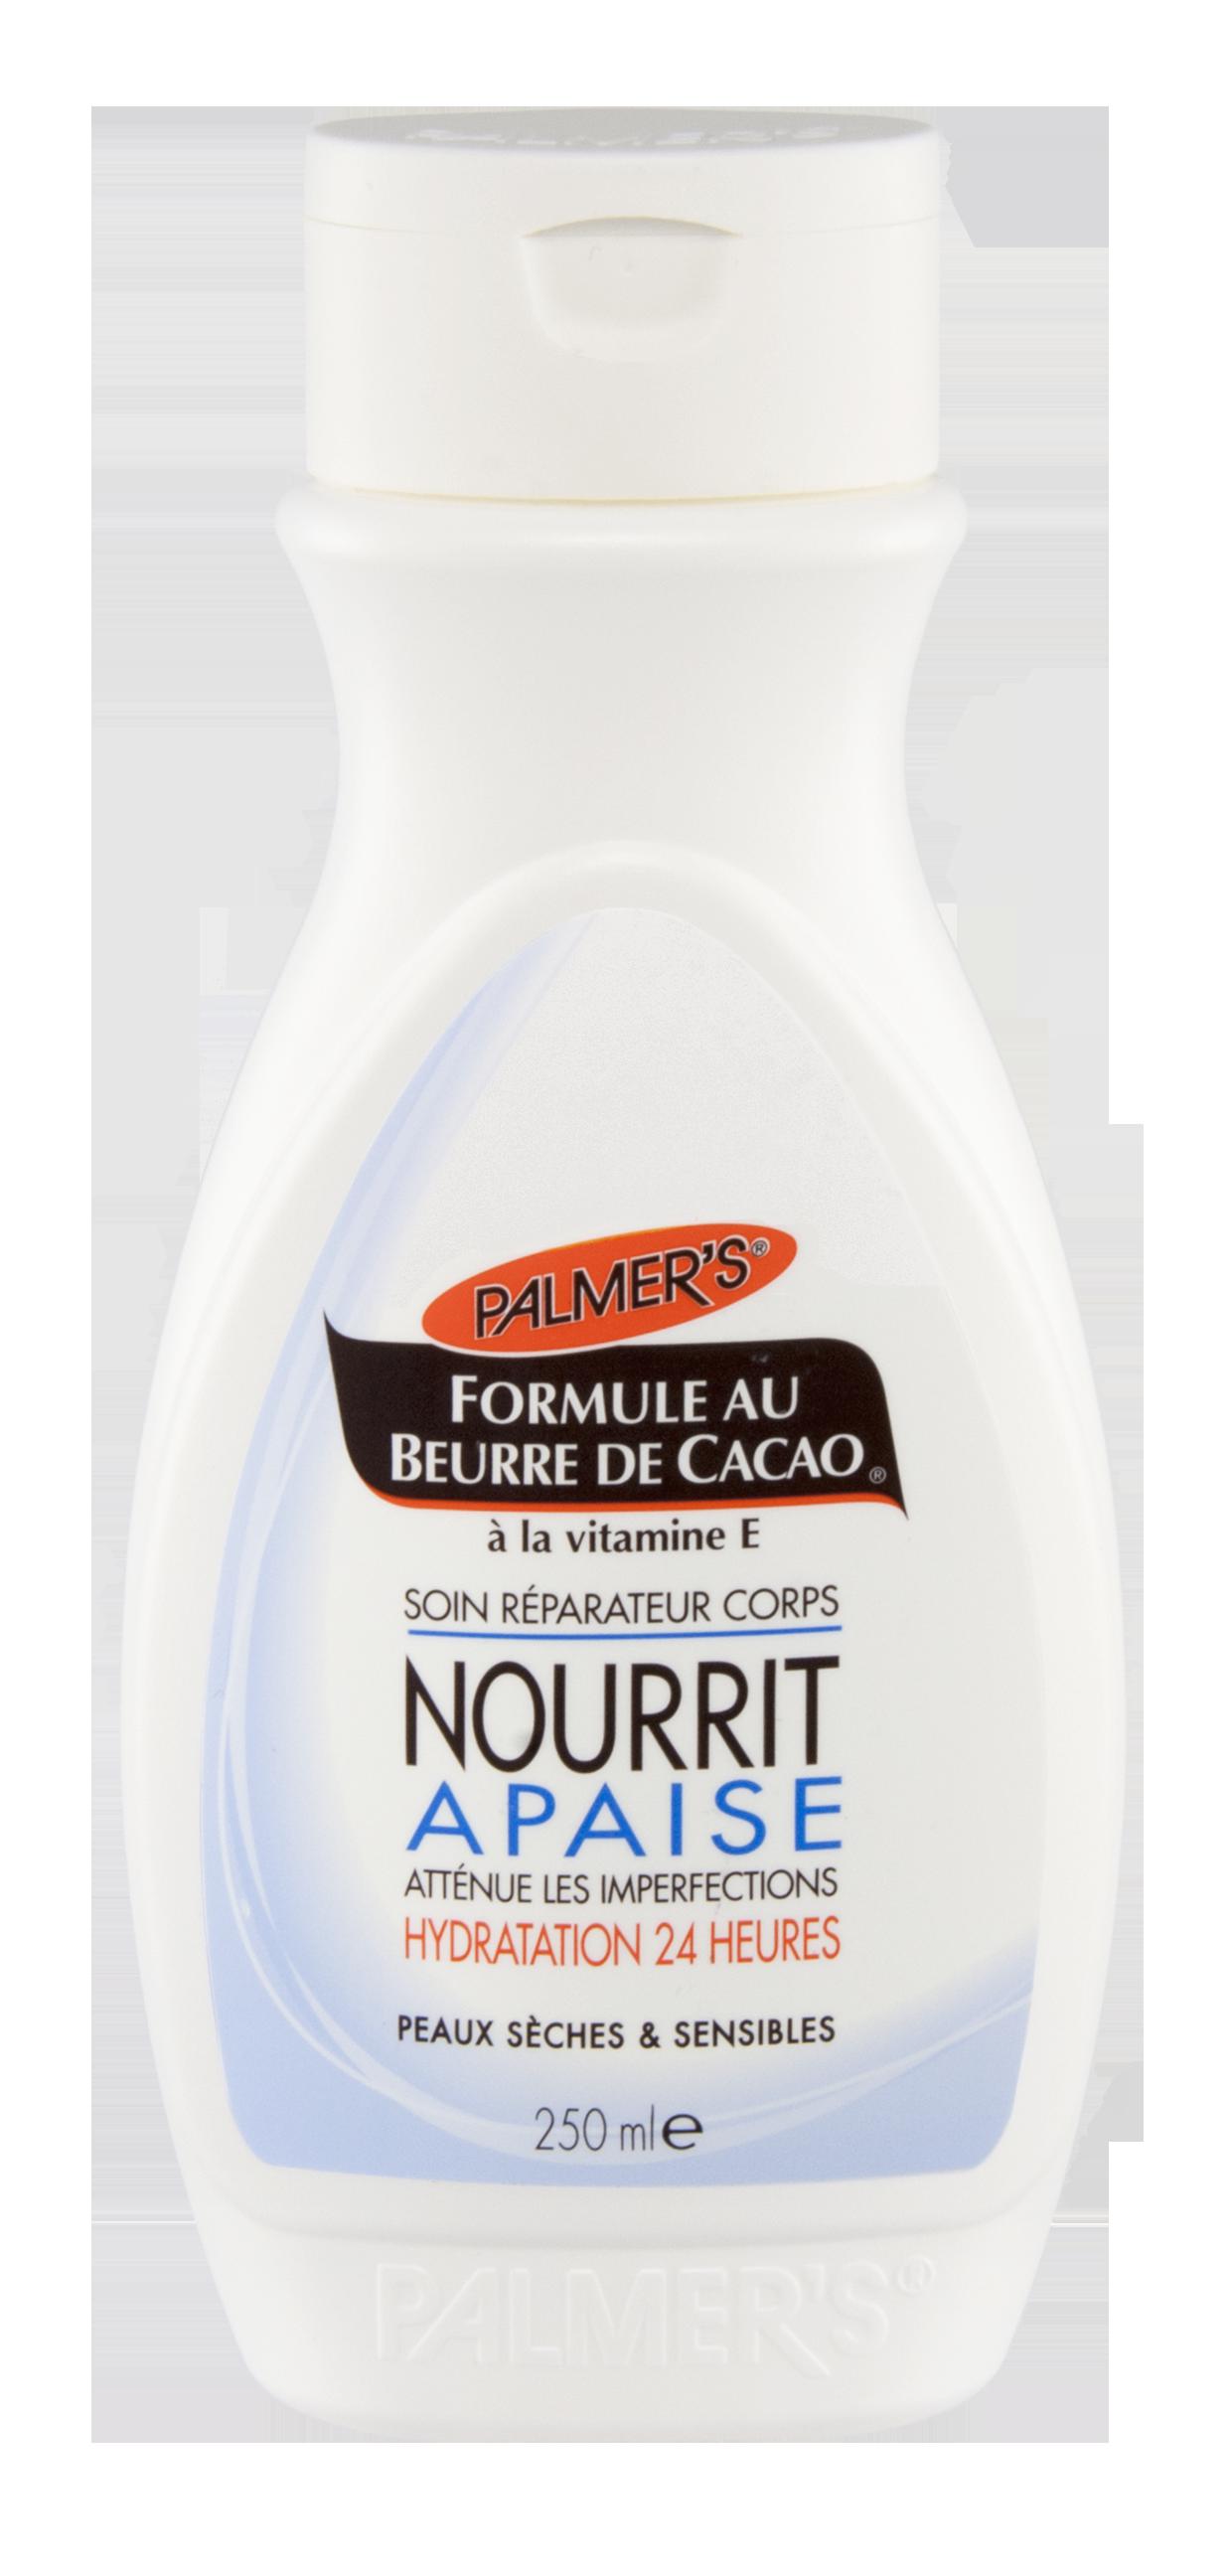 PALMER'S
PALMER'S®
FORMULE AU
BEURRE DE CACAO®
à la vitamine E
SOIN RÉPARATEUR CORPS
NOURRIT
APAISE
ATTÉNUE LES IMPERFECTIONS
HYDRATATION 24 HEURES
PEAUX SÈCHES & SENSIBLES
250 ml e
PALMER'S®